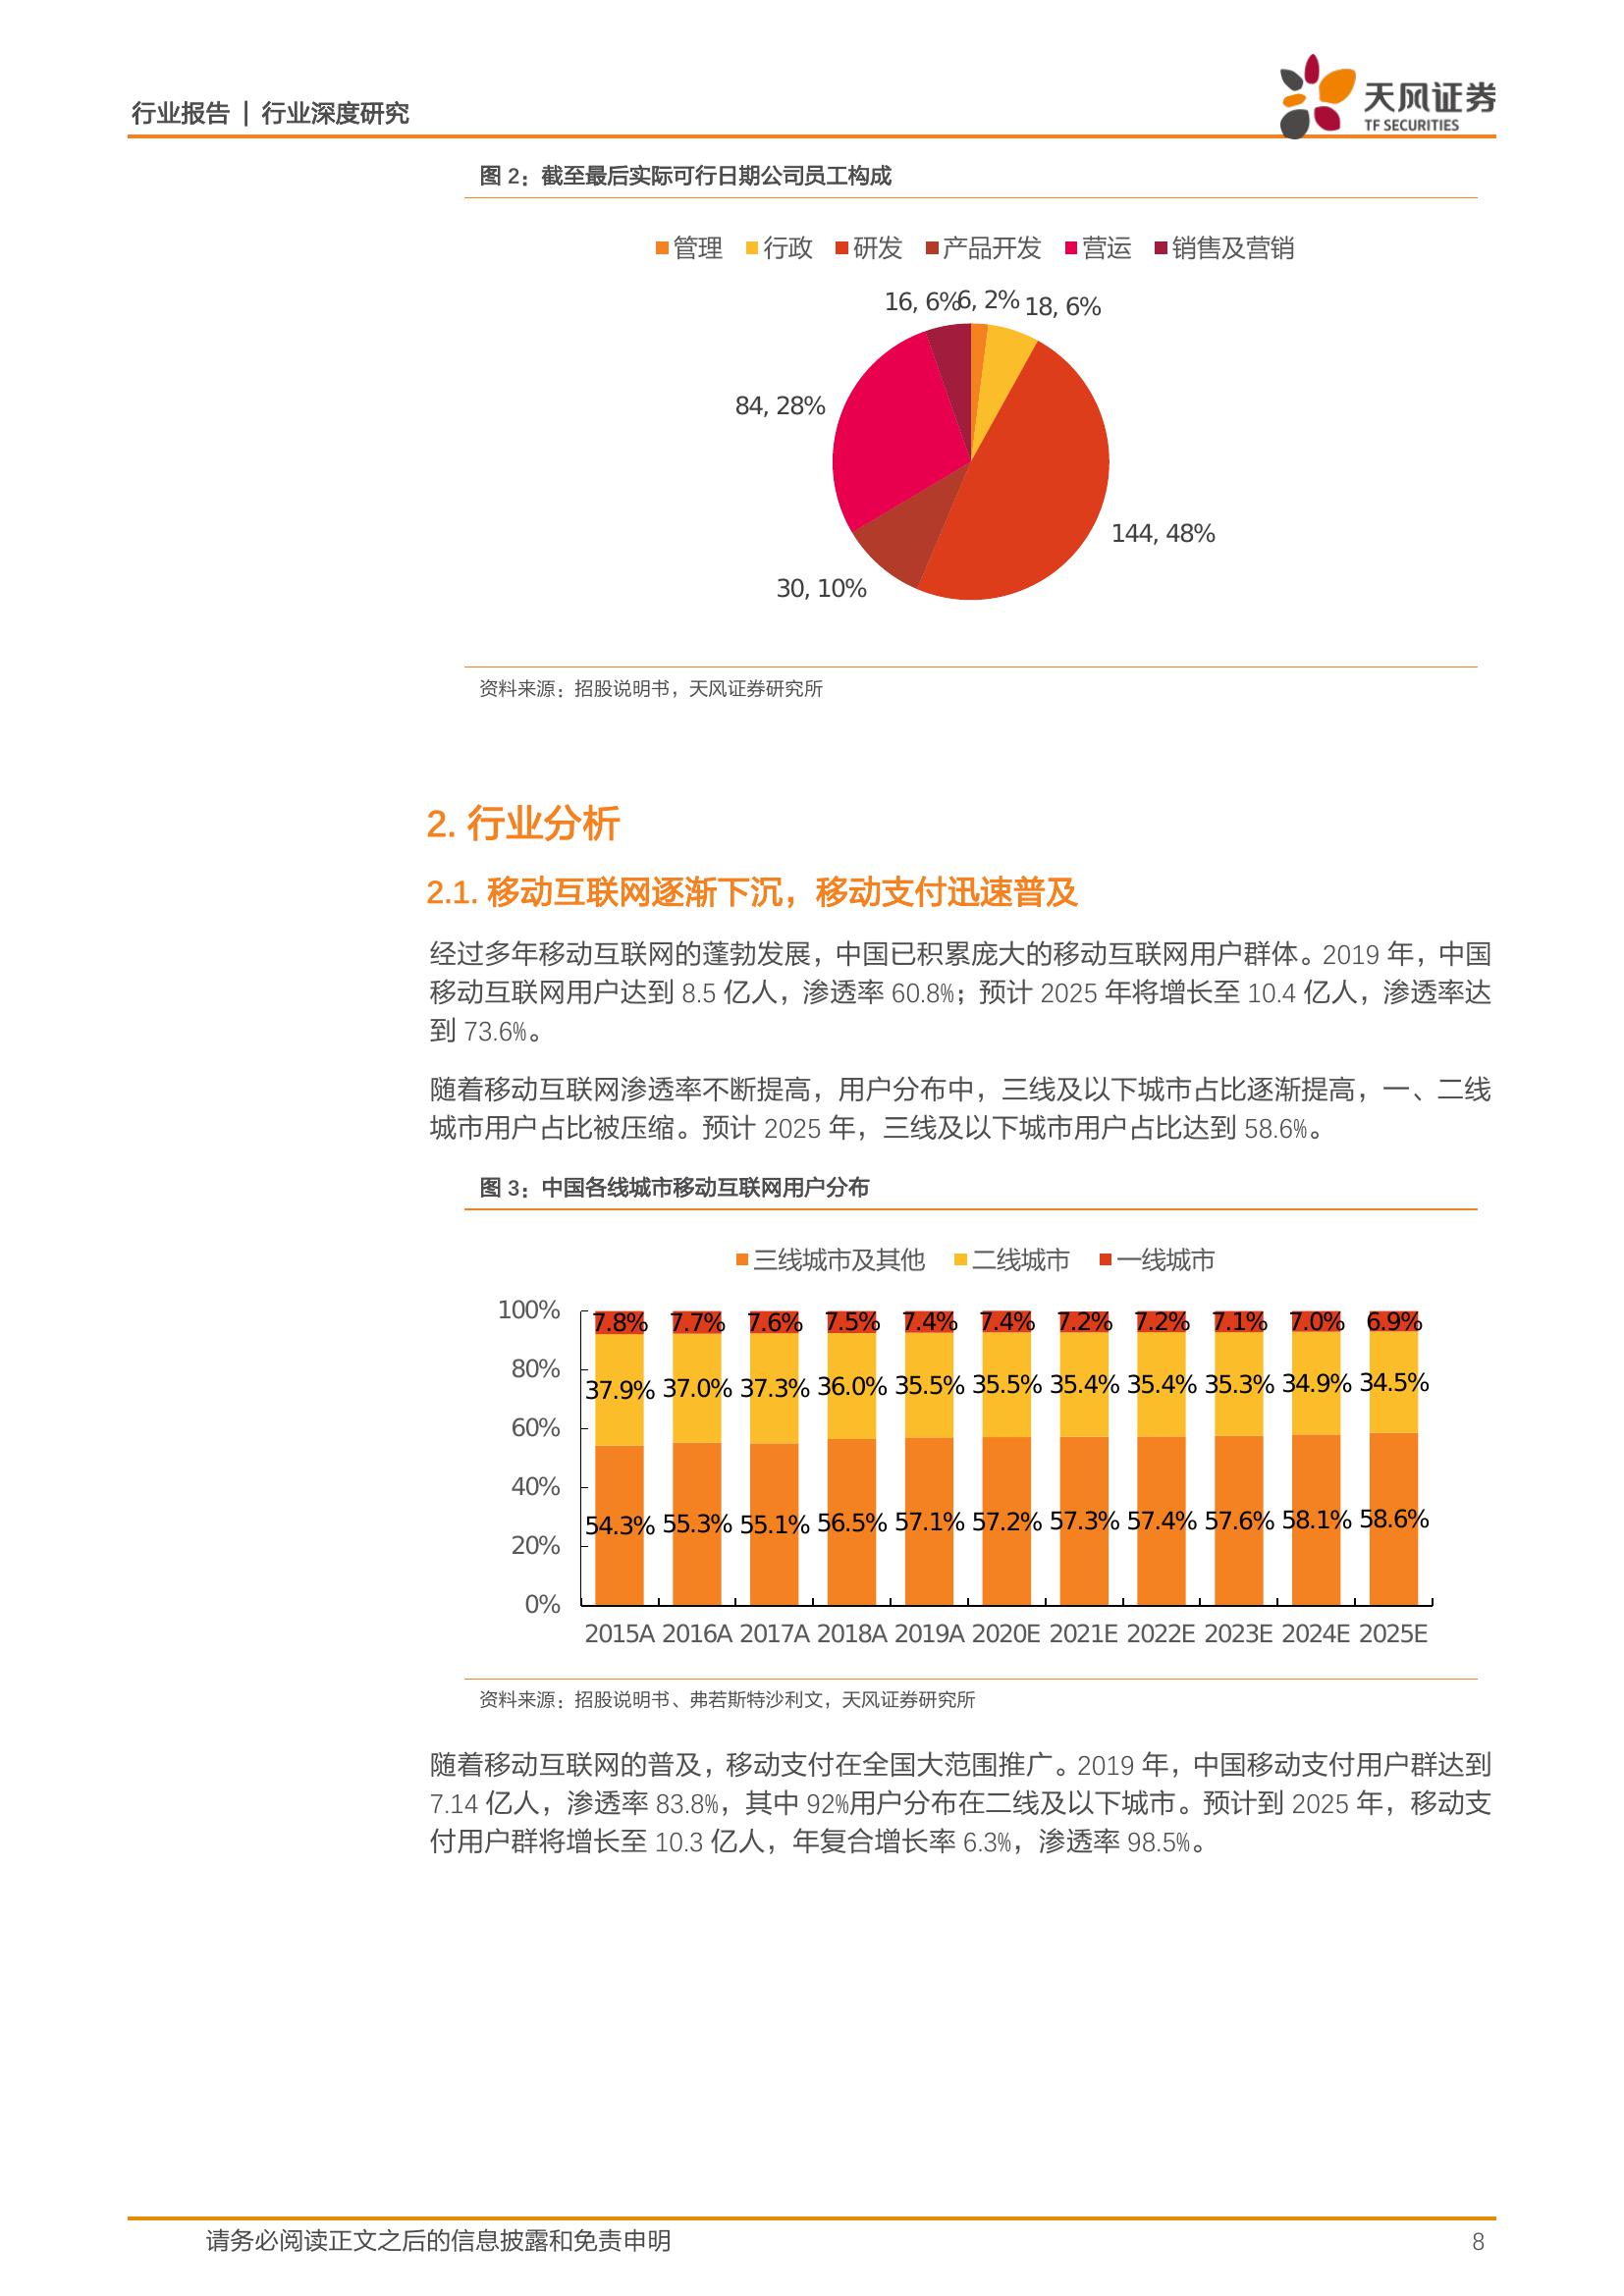 行业报告 | 行业深度研究
天风证券
TF SECURITIES
图 2：截至最后实际可行日期公司员工构成
管理 行政 研发 产品开发 营运 销售及营销
16, 6% 6, 2% 18, 6%
84, 28%
144, 48%
30, 10%
资料来源：招股说明书，天风证券研究所
2. 行业分析
2.1. 移动互联网逐渐下沉，移动支付迅速普及
经过多年移动互联网的蓬勃发展，中国已积累庞大的移动互联网用户群体。2019 年，中国
移动互联网用户达到 8.5 亿人，渗透率 60.8%；预计 2025 年将增长至 10.4 亿人，渗透率达
到 73.6%。
随着移动互联网渗透率不断提高，用户分布中，三线及以下城市占比逐渐提高，一、二线
城市用户占比被压缩。预计 2025 年，三线及以下城市用户占比达到 58.6%。
图 3：中国各线城市移动互联网用户分布
三线城市及其他 二线城市 一线城市
100%
7.8% 7.7% 7.6% 7.5% 7.4% 7.4% 7.2% 7.2% 7.1% 7.0% 6.9%
80%
37.9% 37.0% 37.3% 36.0% 35.5% 35.5% 35.4% 35.4% 35.3% 34.9% 34.5%
60%
40%
54.3% 55.3% 55.1% 56.5% 57.1% 57.2% 57.3% 57.4% 57.6% 58.1% 58.6%
20%
0%
2015A 2016A 2017A 2018A 2019A 2020E 2021E 2022E 2023E 2024E 2025E
资料来源：招股说明书、弗若斯特沙利文，天风证券研究所
随着移动互联网的普及，移动支付在全国大范围推广。2019 年，中国移动支付用户群达到
7.14 亿人，渗透率 83.8%，其中 92%用户分布在二线及以下城市。预计到 2025 年，移动支
付用户群将增长至 10.3 亿人，年复合增长率 6.3%，渗透率 98.5%。
请务必阅读正文之后的信息披露和免责申明
8